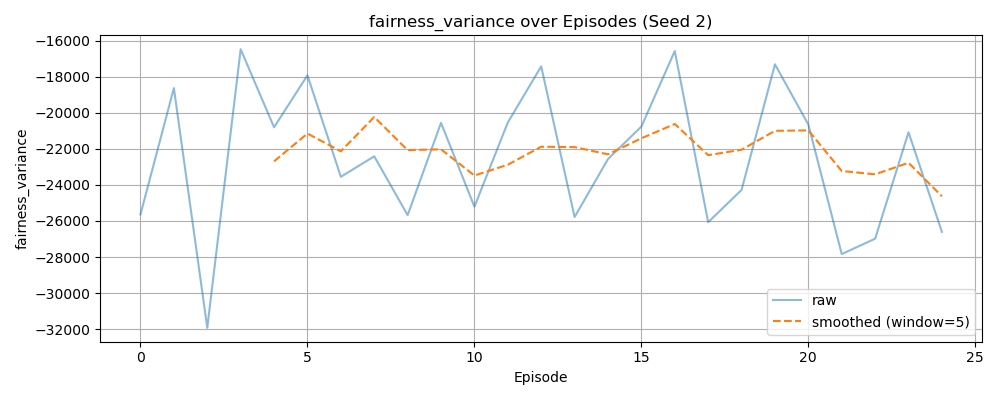 fairness_variance over Episodes (Seed 2)
−16000
−18000
−20000
−22000
−24000
−26000
−28000
−30000
−32000
fairness_variance
raw
smoothed (window=5)
0 5 10 15 20 25
Episode